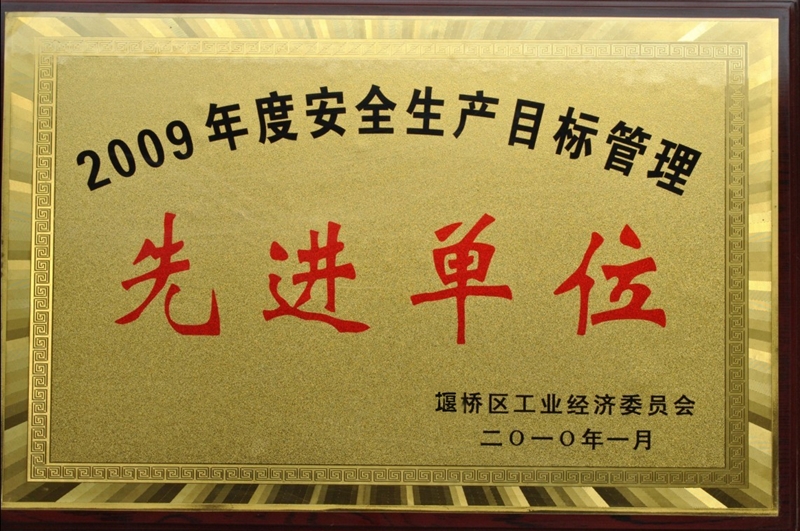 2009年度安全生产目标管理
先进单位
堰桥区工业经济委员会
二〇一〇年一月